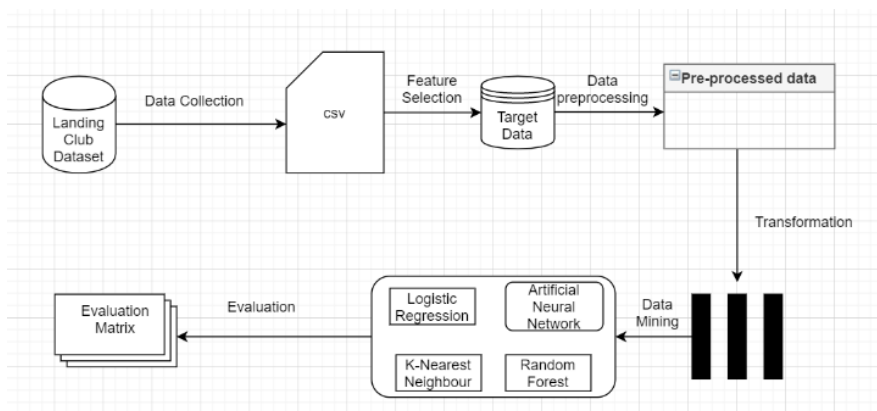 Landing
Club
Dataset
Data Collection
csv
Feature
Selection
Target
Data
Data
preprocessing
Pre-processed data
Transformation
Data
Mining
Logistic
Regression
Artificial
Neural
Network
K-Nearest
Neighbour
Random
Forest
Evaluation
Evaluation
Matrix